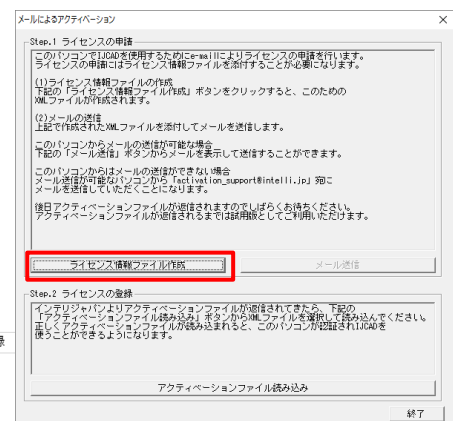 メールによるアクティベーション
Step.1 ライセンスの申請
このパソコンでIJCADを使用するためにe-mailによりライセンスの申請を行います。
ライセンスの申請にはライセンス情報ファイルを添付することが必要になります。
(1)ライセンス情報ファイルの作成
下記の「ライセンス情報ファイル作成」ボタンをクリックすると、このための
XMLファイルが作成されます。
(2)メールの送信
上記で作成されたXMLファイルを添付してメールを送信します。
このパソコンからメールの送信が可能な場合
下記の「メール送信」ボタンからメールを表示して送信することができます。
このパソコンからはメールの送信ができない場合
メール送信が可能なパソコンから「activation_support@intelli.jp」宛に
メールを送信していただくことになります。
後日アクティベーションファイルが返信されますのでしばらくお待ちください。
アクティベーションファイルが返信されるまでは試用版としてご利用いただけます。
ライセンス情報ファイル作成
メール送信
Step.2 ライセンスの登録
インテリジャパンよりアクティベーションファイルが返信されてきたら、下記の
「アクティベーションファイル読み込み」ボタンからXMLファイルを選択して読み込んでください。
正しくアクティベーションファイルが読み込まれると、このパソコンが認証されIJCADを
使うことができるようになります。
録
アクティベーションファイル読み込み
終了